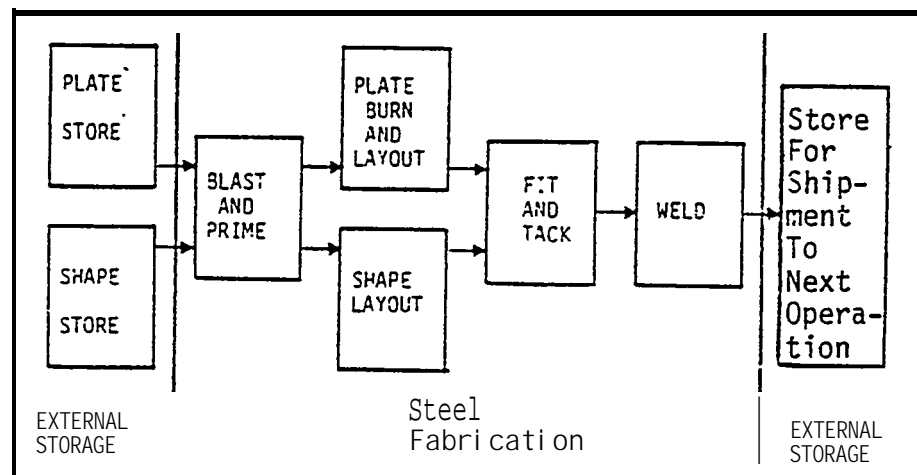 PLATE
STORE
SHAPE
STORE
BLAST
AND
PRIME
PLATE
BURN
AND
LAYOUT
SHAPE
LAYOUT
FIT
AND
TACK
WELD
Store
For
Ship-
ment
To
Next
Opera-
tion
EXTERNAL
STORAGE
Steel
Fabrication
EXTERNAL
STORAGE